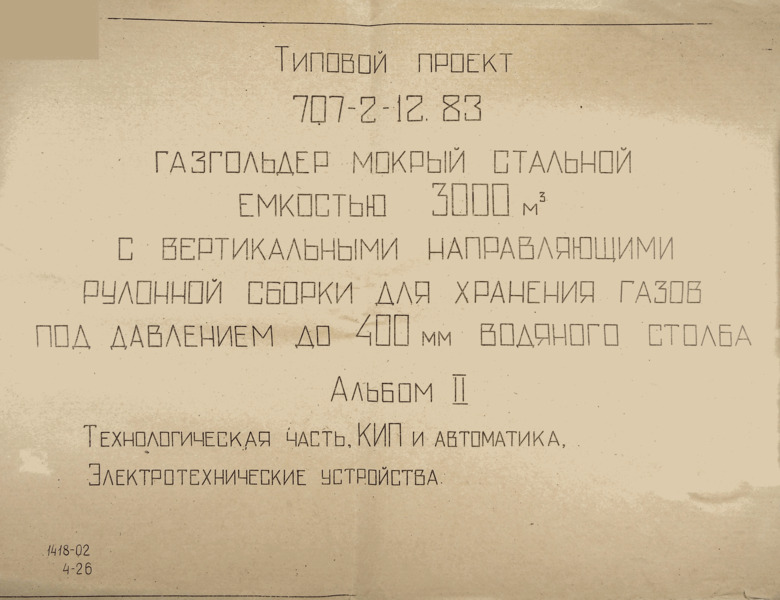 Типовой проект
707-2-12.83
газгольдер мокрый стальной
емкостью 3000 м³
с вертикальными направляющими
рулонной сборки для хранения газов
под давлением до 400 мм водяного столба
Альбом II
Технологическая часть, КИП и автоматика,
Электротехнические устройства.
1418-02
4-26